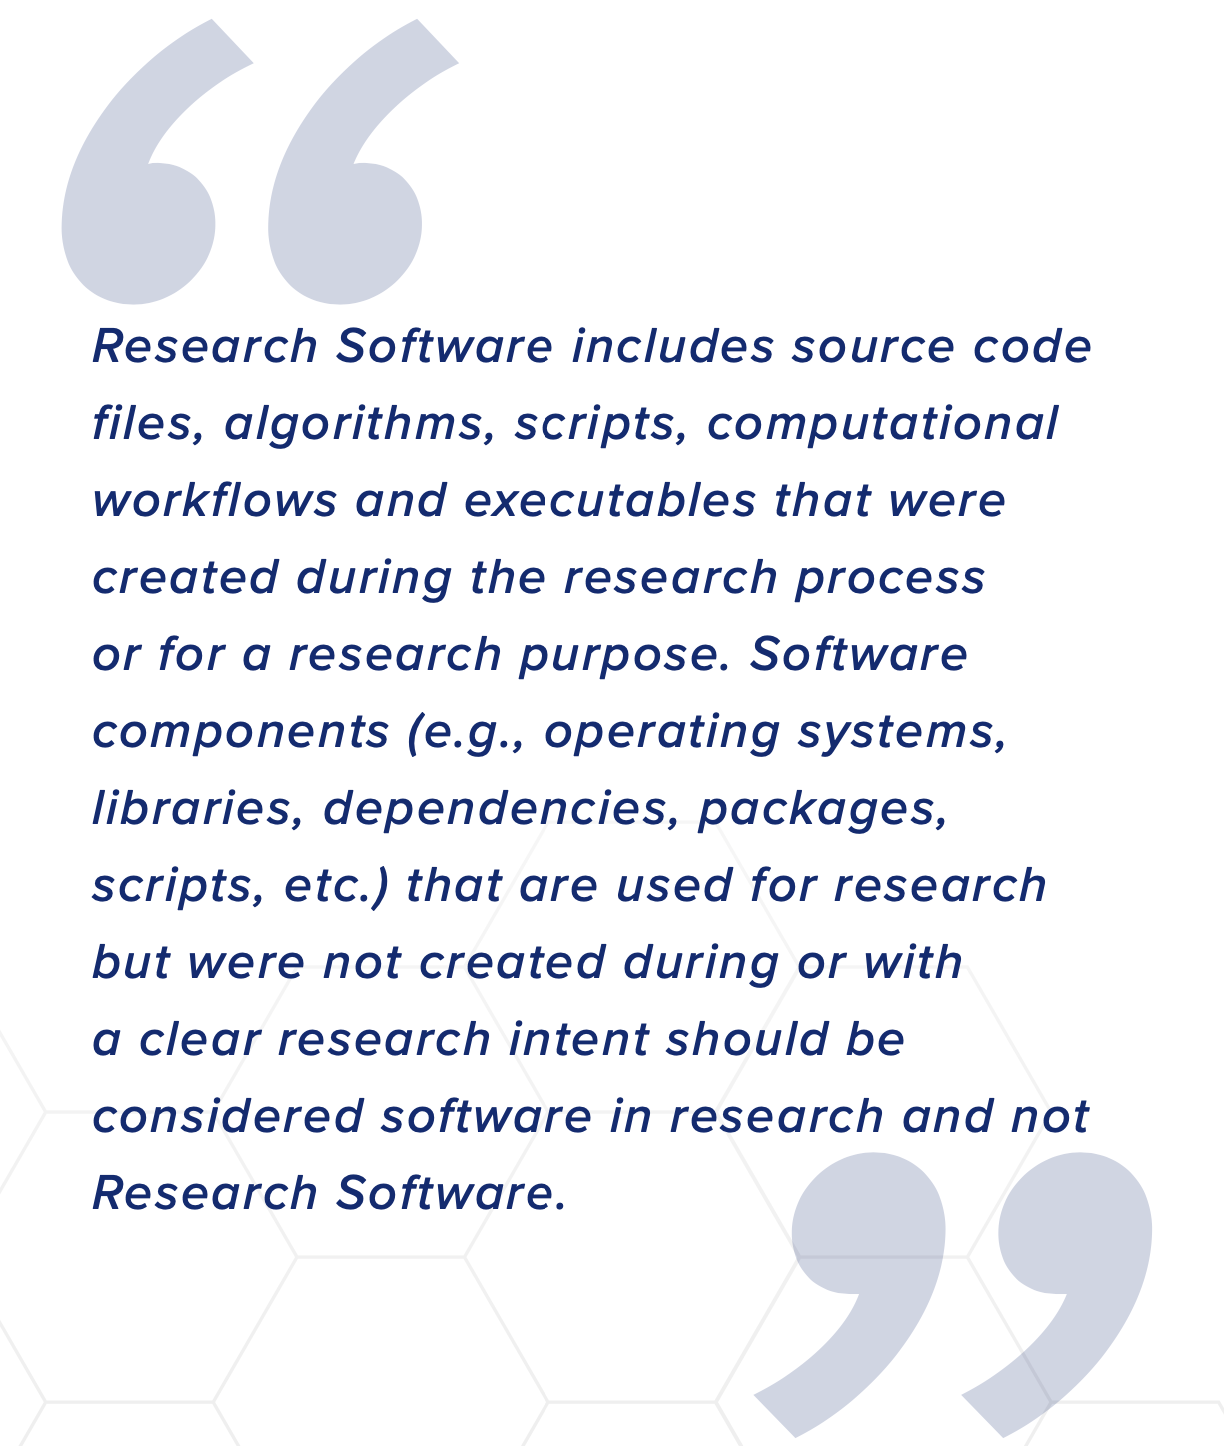 Research Software includes source code
files, algorithms, scripts, computational
workflows and executables that were
created during the research process
or for a research purpose. Software
components (e.g., operating systems,
libraries, dependencies, packages,
scripts, etc.) that are used for research
but were not created during or with
a clear research intent should be
considered software in research and not
Research Software.